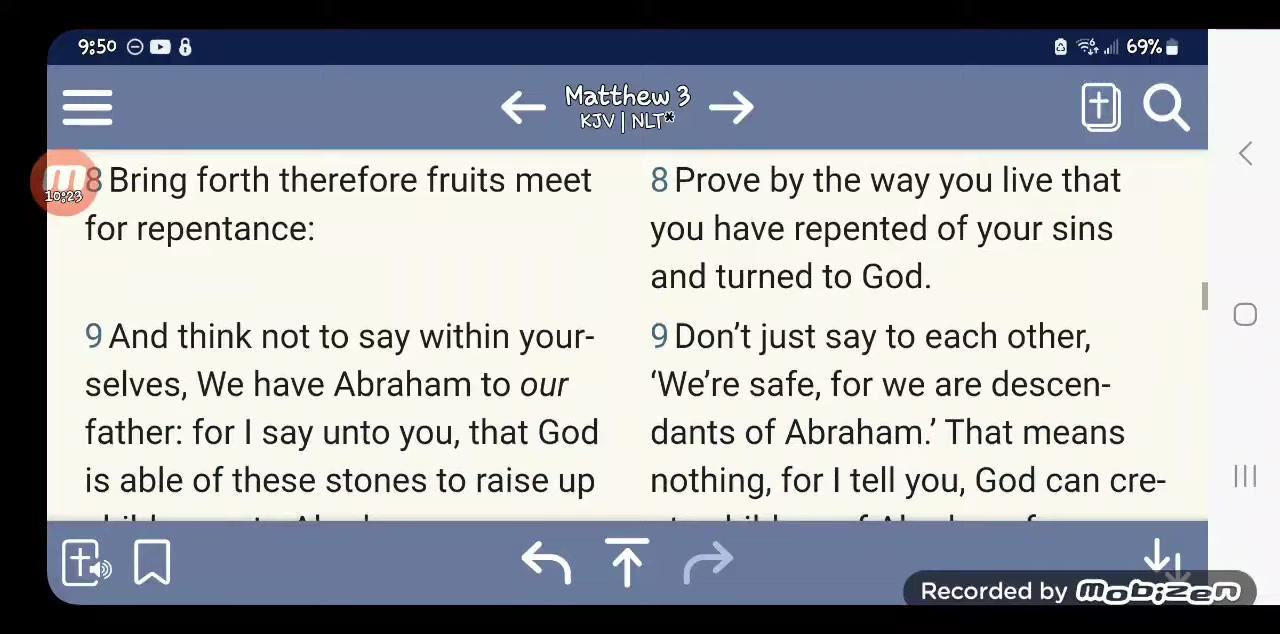 9:50
69%
Matthew 3
KJV | NLT*
10:23
8 Bring forth therefore fruits meet
for repentance:
9 And think not to say within your-
selves, We have Abraham to our
father: for I say unto you, that God
is able of these stones to raise up
8 Prove by the way you live that
you have repented of your sins
and turned to God.
9 Don’t just say to each other,
‘We’re safe, for we are descen-
dants of Abraham.’ That means
nothing, for I tell you, God can cre-
Recorded by Mobizen